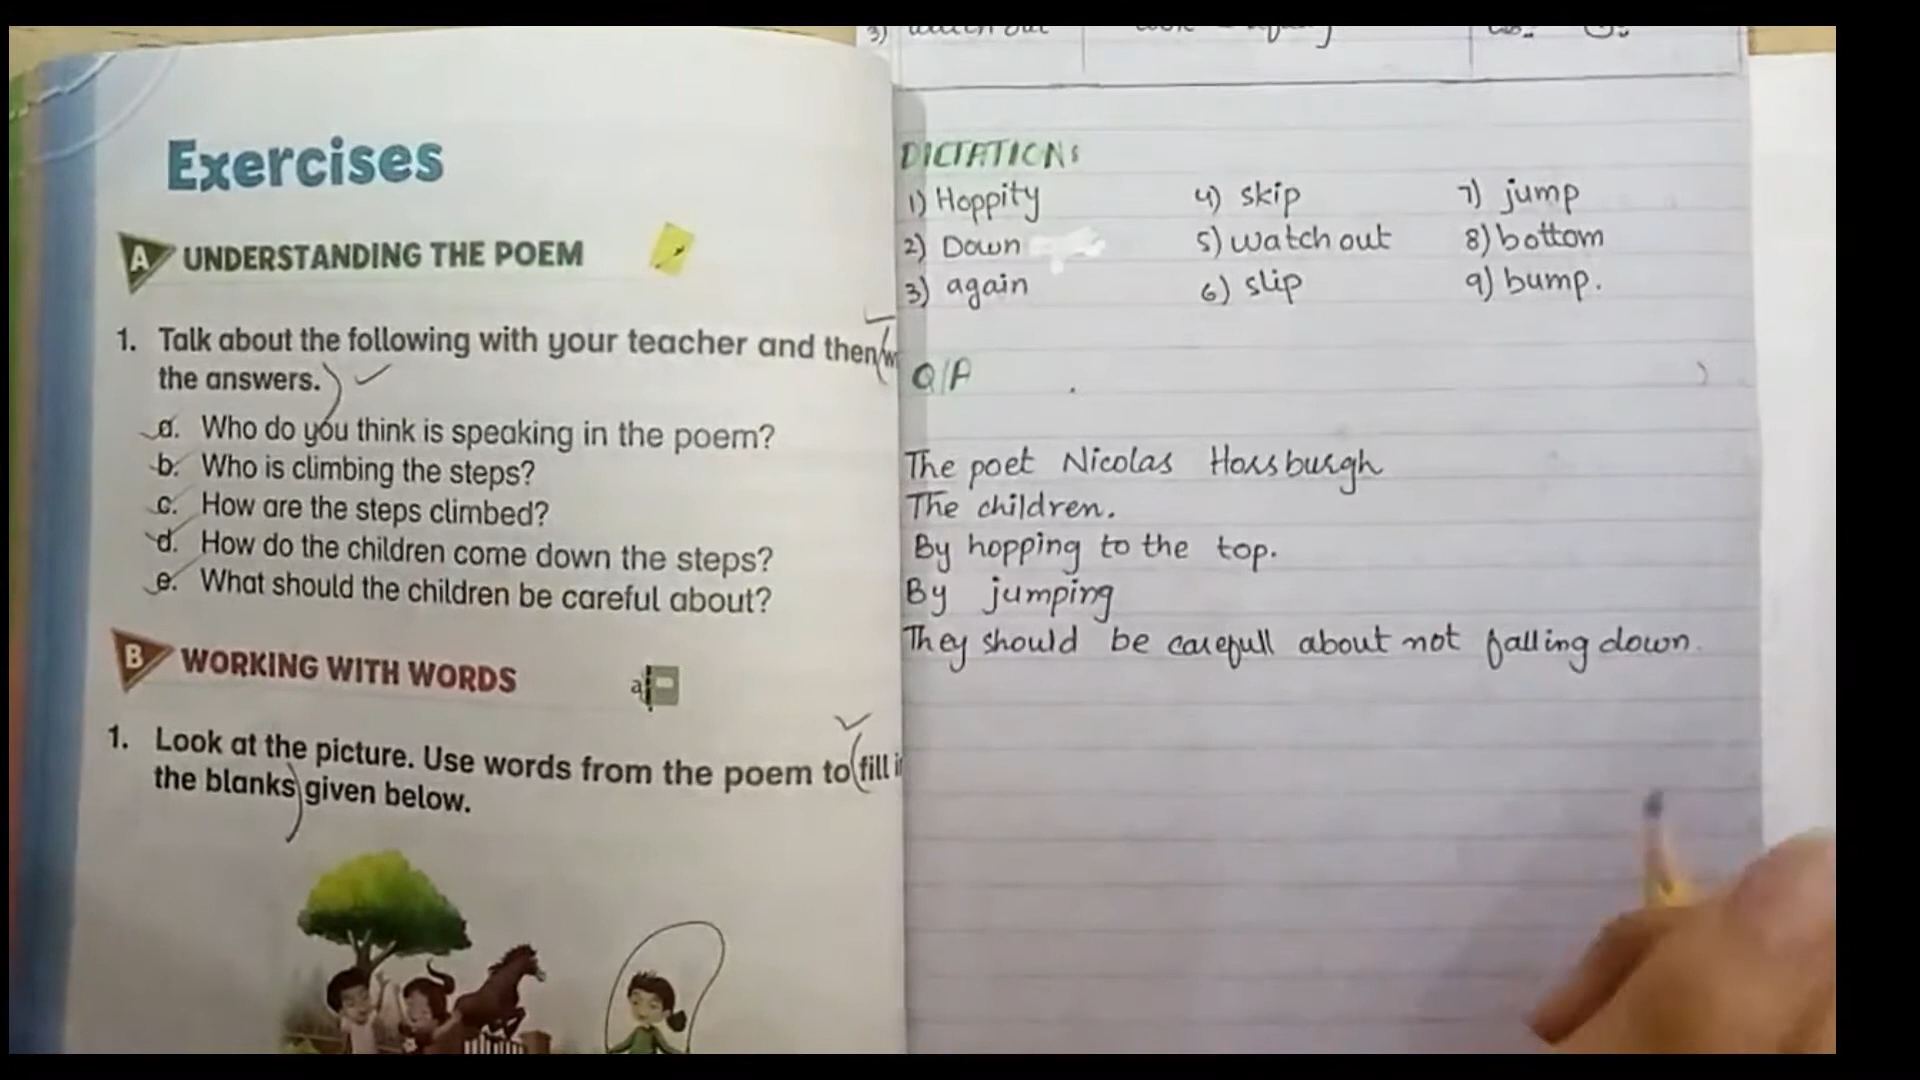 3) watch out
Exercises
A UNDERSTANDING THE POEM
1. Talk about the following with your teacher and then
the answers.
a. Who do you think is speaking in the poem?
b. Who is climbing the steps?
c. How are the steps climbed?
d. How do the children come down the steps?
e. What should the children be careful about?
B WORKING WITH WORDS
a
1. Look at the picture. Use words from the poem to fill i
the blanks given below.
DICTATION:
1) Hoppity 4) skip 7) jump
2) Down 5) watch out 8) bottom
3) again 6) slip 9) bump.
Q/A
The poet Nicolas Horsburgh
The children.
By hopping to the top.
By jumping
They should be carefull about not falling down.